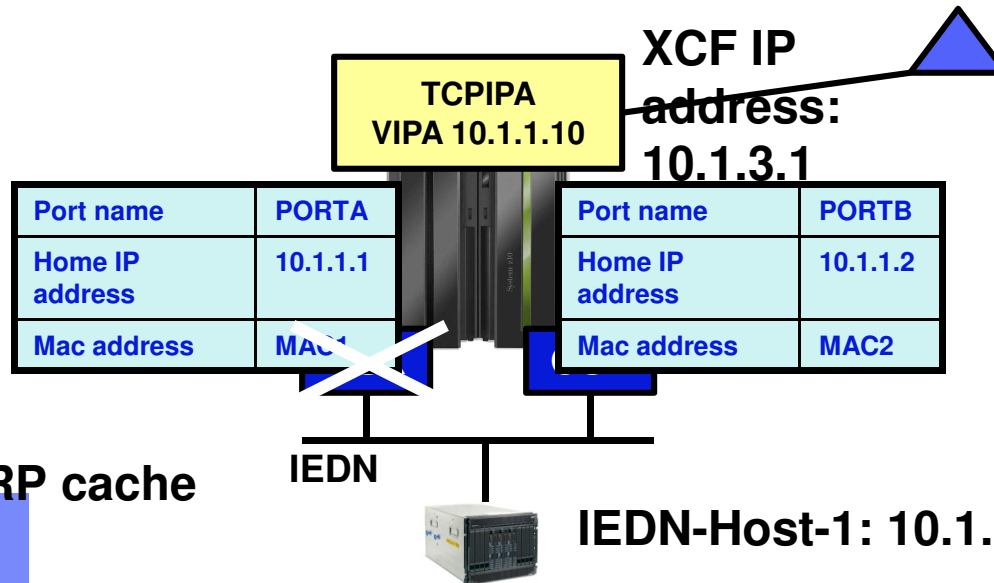 XCF IP
address:
10.1.3.1
TCPIPA
VIPA 10.1.1.10
Port name PORTA
Home IP
address 10.1.1.1
Mac address MAC1
Port name PORTB
Home IP
address 10.1.1.2
Mac address MAC2
System z10
IEDN
RP cache
IEDN-Host-1: 10.1.